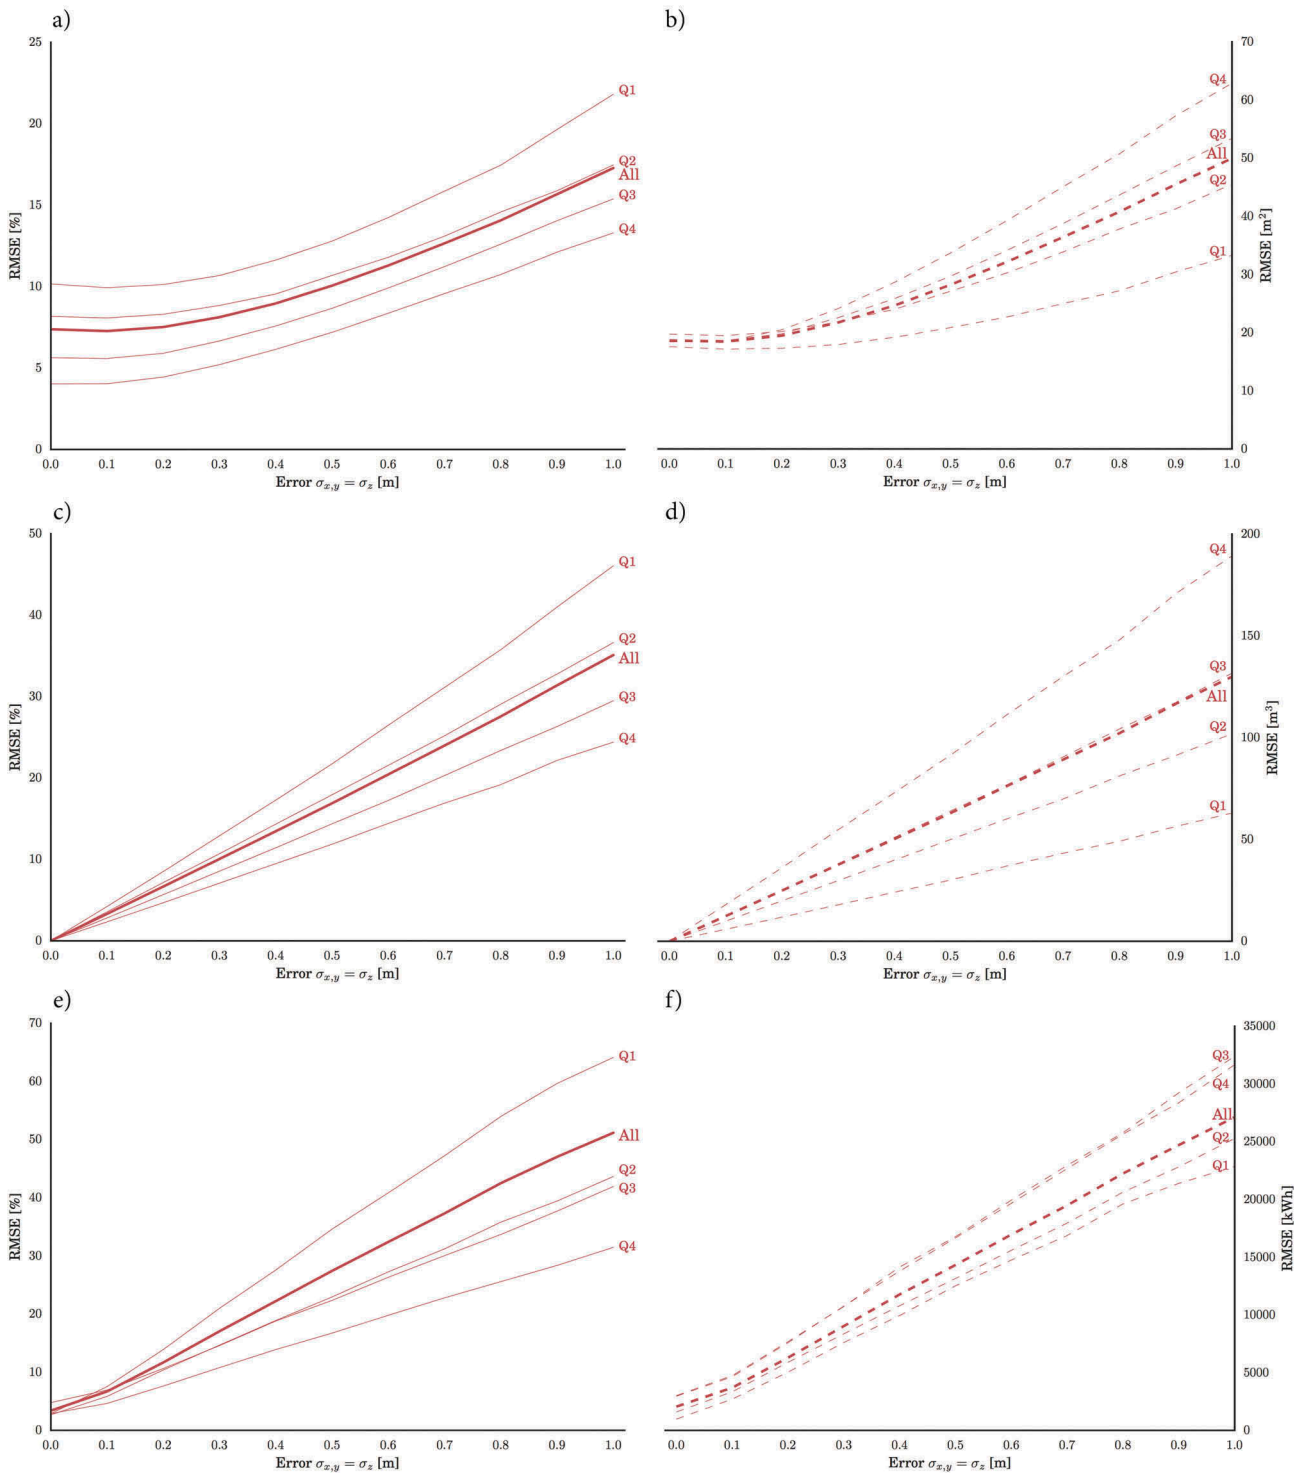 a)
25
20
15
10
5
0
RMSE [%]
Q1
Q2
All
Q3
Q4
0.0 0.1 0.2 0.3 0.4 0.5 0.6 0.7 0.8 0.9 1.0
Error σx,y = σz [m]
b)
70
60
50
40
30
20
10
0
RMSE [m²]
Q4
Q3
All
Q2
Q1
0.0 0.1 0.2 0.3 0.4 0.5 0.6 0.7 0.8 0.9 1.0
Error σx,y = σz [m]
c)
50
40
30
20
10
0
RMSE [%]
Q1
Q2
All
Q3
Q4
0.0 0.1 0.2 0.3 0.4 0.5 0.6 0.7 0.8 0.9 1.0
Error σx,y = σz [m]
d)
200
150
100
50
0
RMSE [m³]
Q4
Q3
All
Q2
Q1
0.0 0.1 0.2 0.3 0.4 0.5 0.6 0.7 0.8 0.9 1.0
Error σx,y = σz [m]
e)
70
60
50
40
30
20
10
0
RMSE [%]
Q1
All
Q2
Q3
Q4
0.0 0.1 0.2 0.3 0.4 0.5 0.6 0.7 0.8 0.9 1.0
Error σx,y = σz [m]
f)
35000
30000
25000
20000
15000
10000
5000
0
RMSE [kWh]
Q3
Q4
All
Q2
Q1
0.0 0.1 0.2 0.3 0.4 0.5 0.6 0.7 0.8 0.9 1.0
Error σx,y = σz [m]